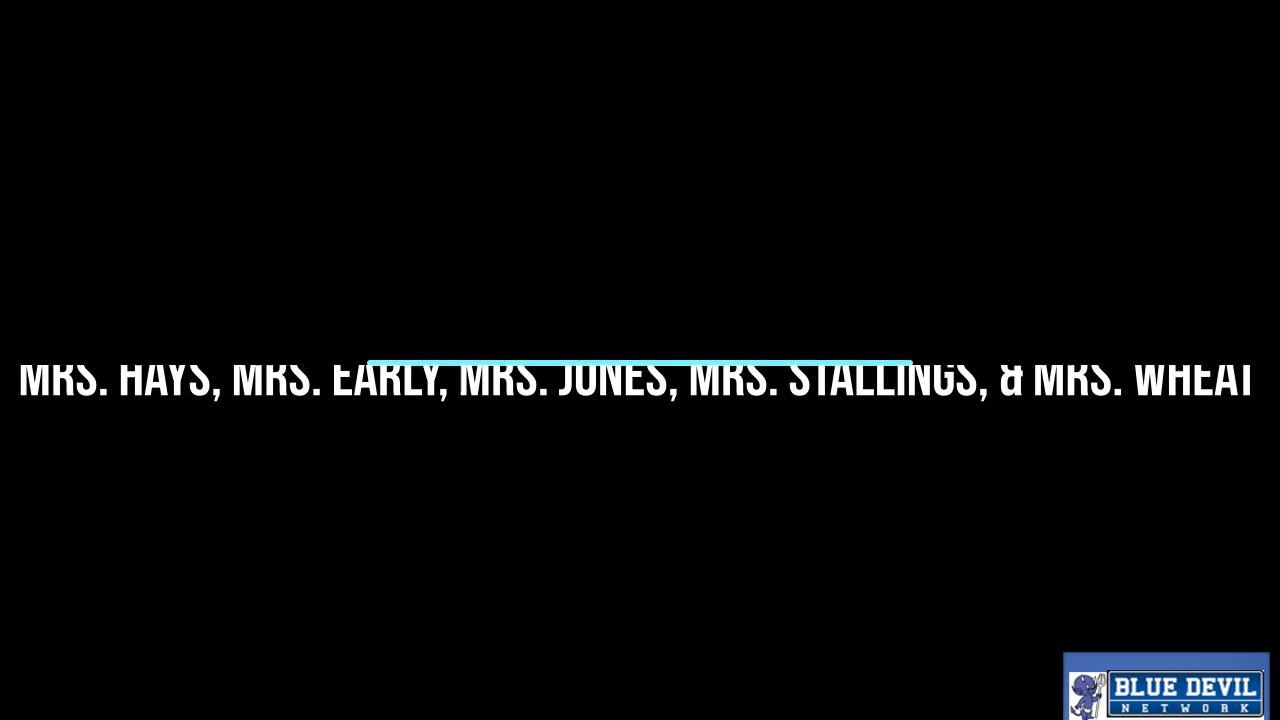 MRS. HAYS, MRS. EARLY, MRS. JONES, MRS. STALLINGS, & MRS. WHEAT
BLUE DEVIL
NETWORK